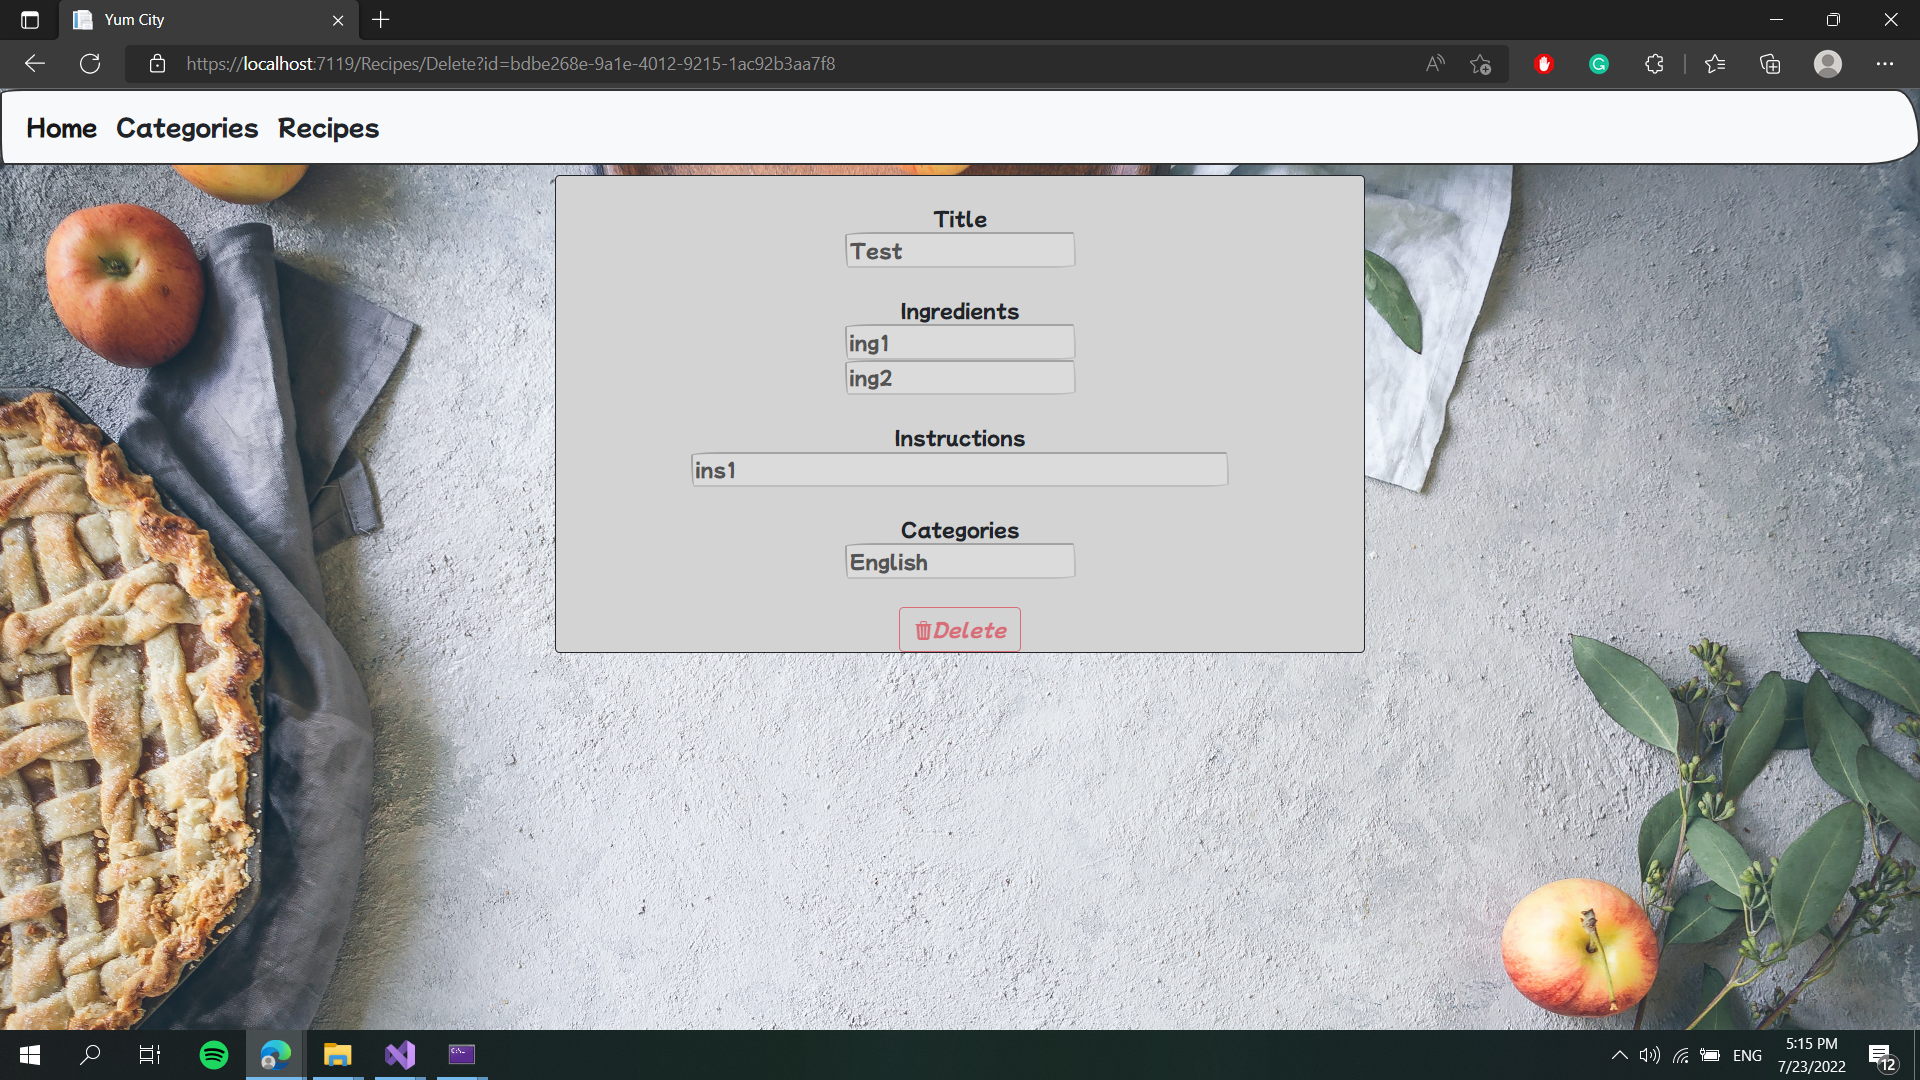 Yum City
https://localhost:7119/Recipes/Delete?id=bdbe268e-9a1e-4012-9215-1ac92b3aa7f8
Home Categories Recipes
Title
Test
Ingredients
ing1
ing2
Instructions
ins1
Categories
English
Delete
ENG
5:15 PM
7/23/2022
12